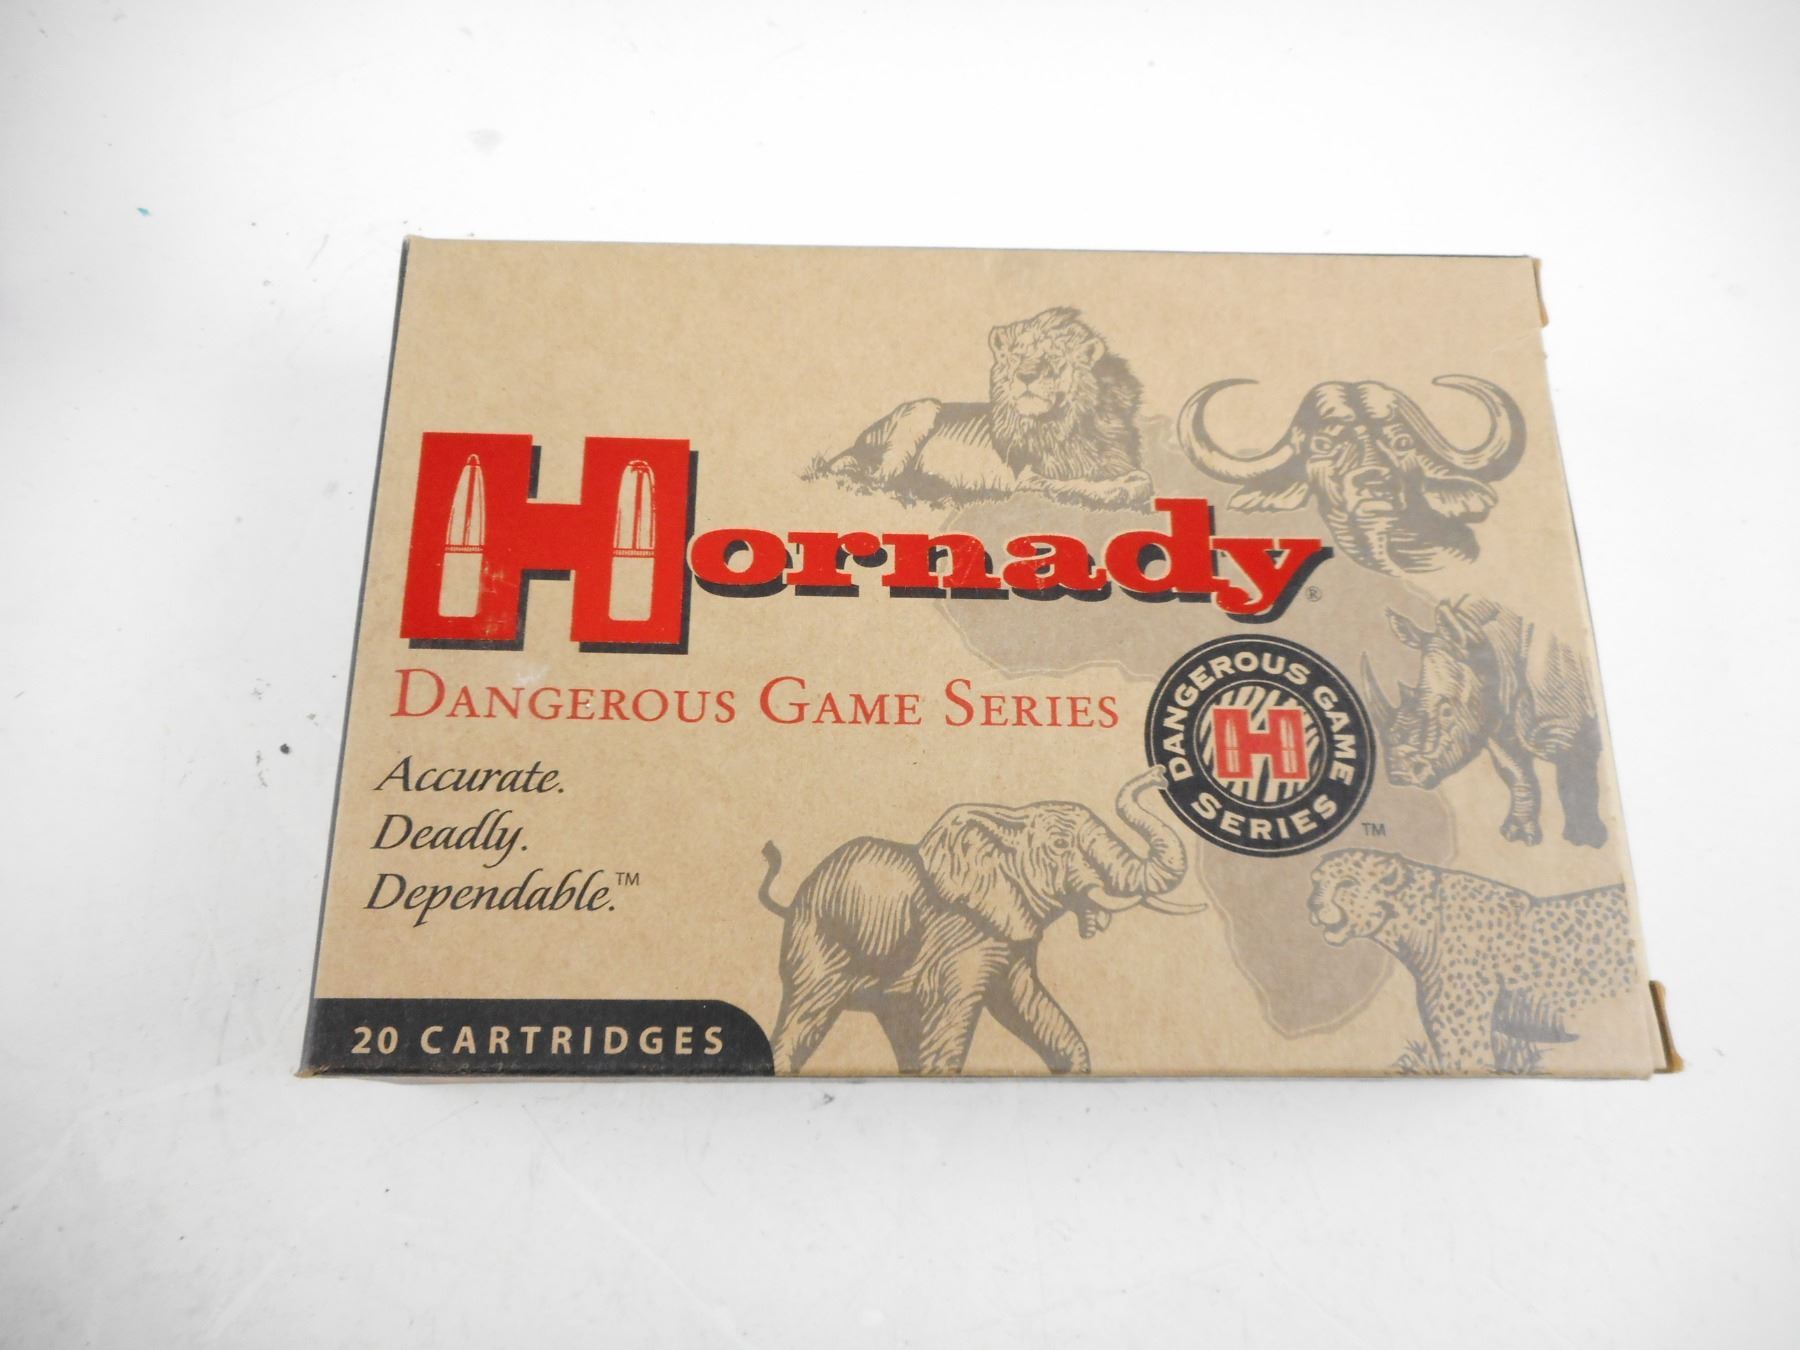 Hornady®
DANGEROUS GAME SERIES
Accurate.
Deadly.
Dependable.™
DANGEROUS GAME
H
SERIES
™
20 CARTRIDGES